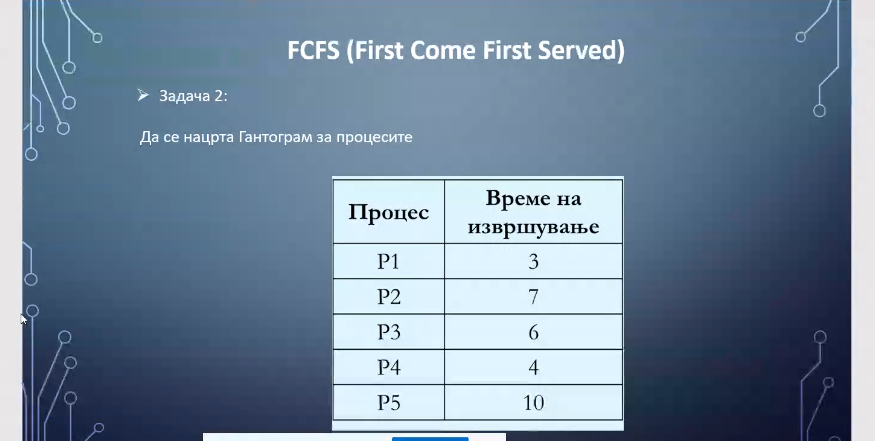 FCFS (First Come First Served)
Задача 2:
Да се нацрта Гантограм за процесите
Процес
Време на
извршување
P1 3
P2 7
P3 6
P4 4
P5 10